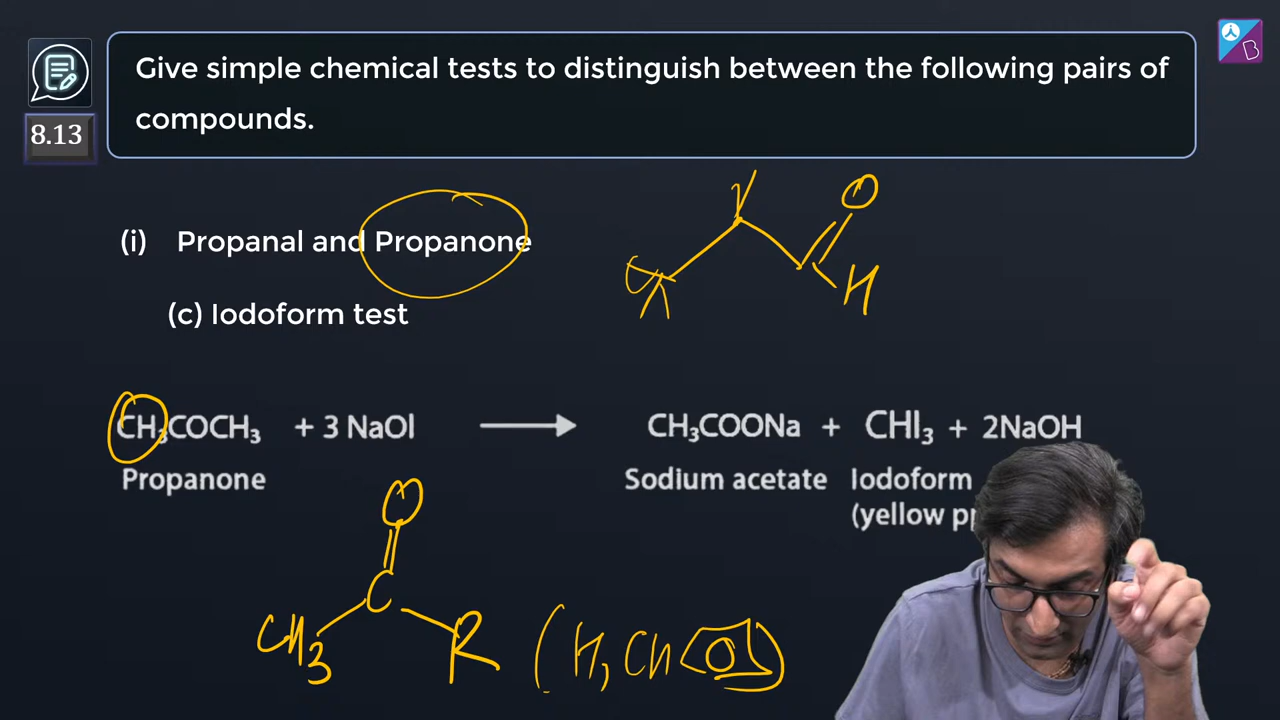 Give simple chemical tests to distinguish between the following pairs of
compounds.
8.13
B
(i) Propanal and Propanone
O
H
(c) Iodoform test
CH₃COCH₃ + 3 NaOI → CH₃COONa + CHI₃ + 2NaOH
Propanone Sodium acetate Iodoform
(yellow pp
O
C
CH₃ R (H, CH